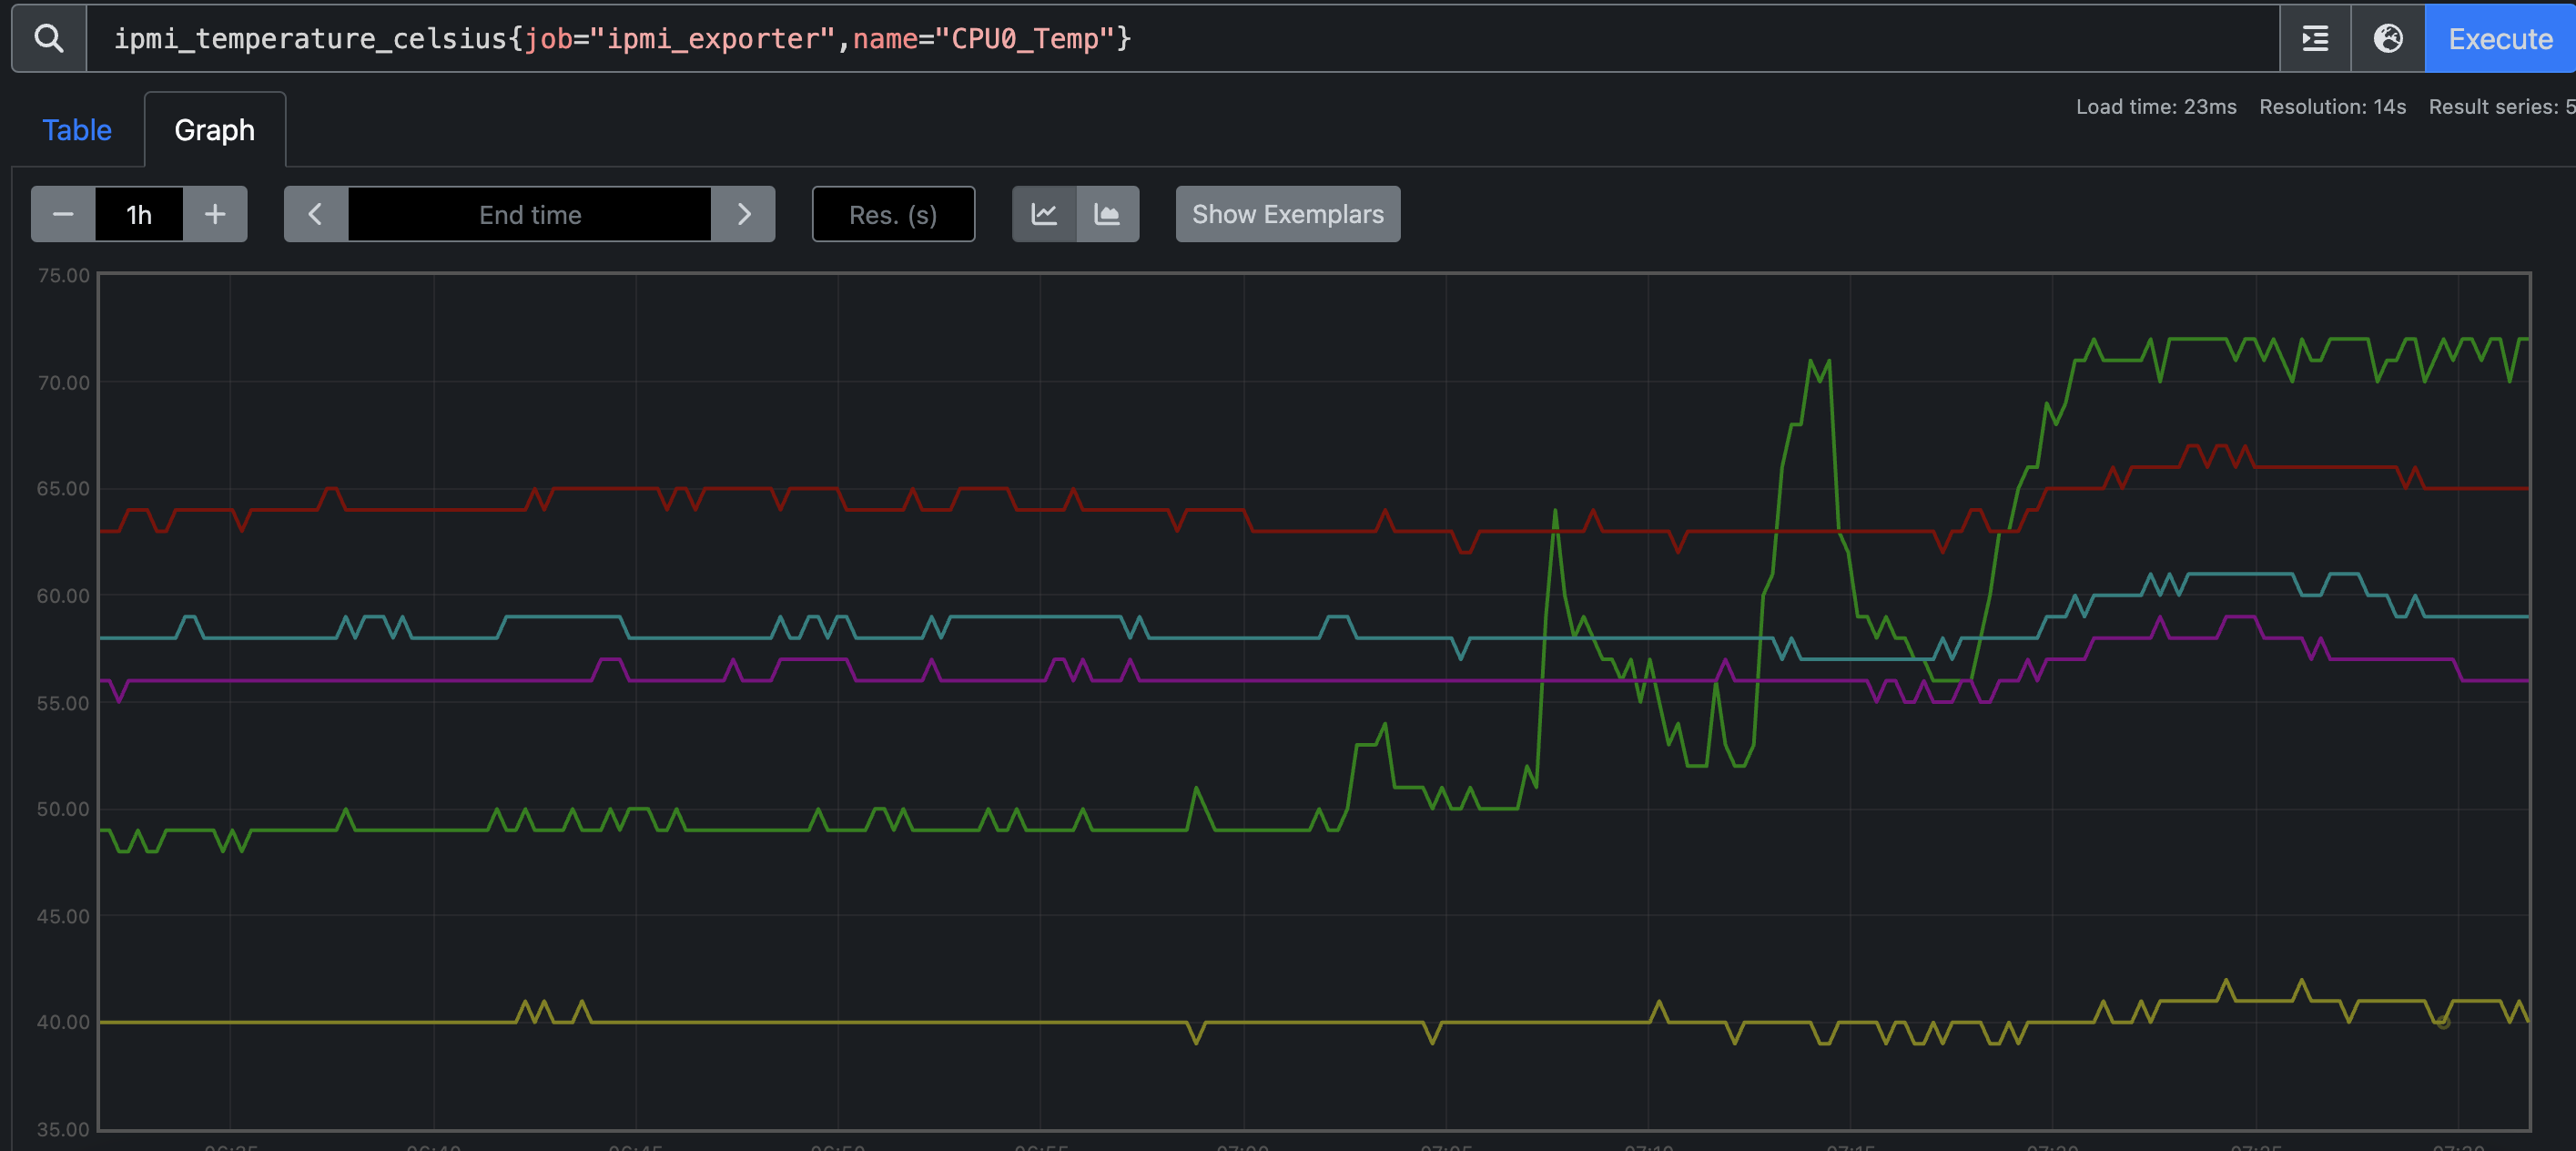 ipmi_temperature_celsius{job="ipmi_exporter",name="CPU0_Temp"}
Execute
Table
Graph
Load time: 23ms Resolution: 14s Result series: 5
1h
End time
Res. (s)
Show Exemplars
75.00
70.00
65.00
60.00
55.00
50.00
45.00
40.00
35.00